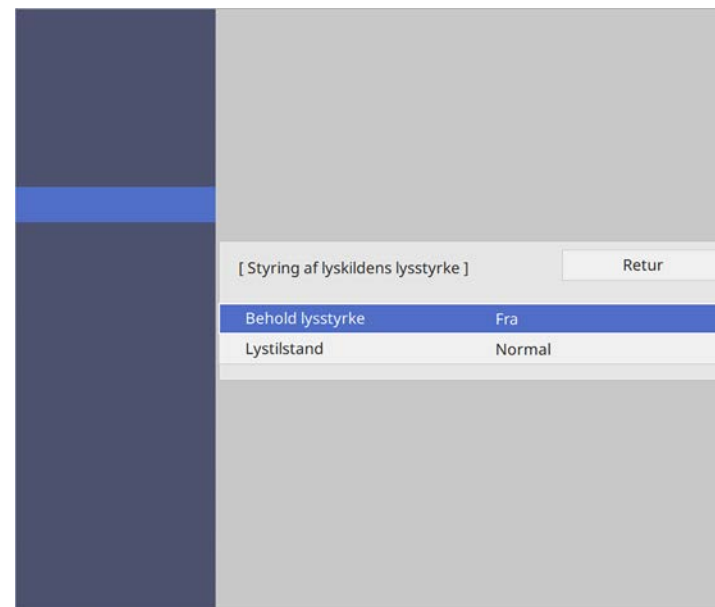 [ Styring af lyskildens lysstyrke ] Retur
Behold lysstyrke Fra
Lystilstand Normal